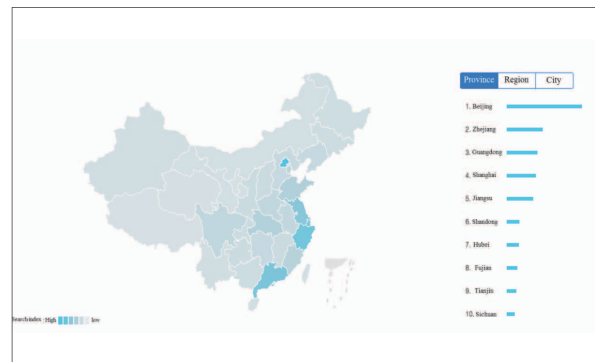 Province Region City
1. Beijing
2. Zhejiang
3. Guangdong
4. Shanghai
5. Jiangsu
6. Shandong
7. Hubei
8. Fujian
9. Tianjin
10. Sichuan
Search index : High low